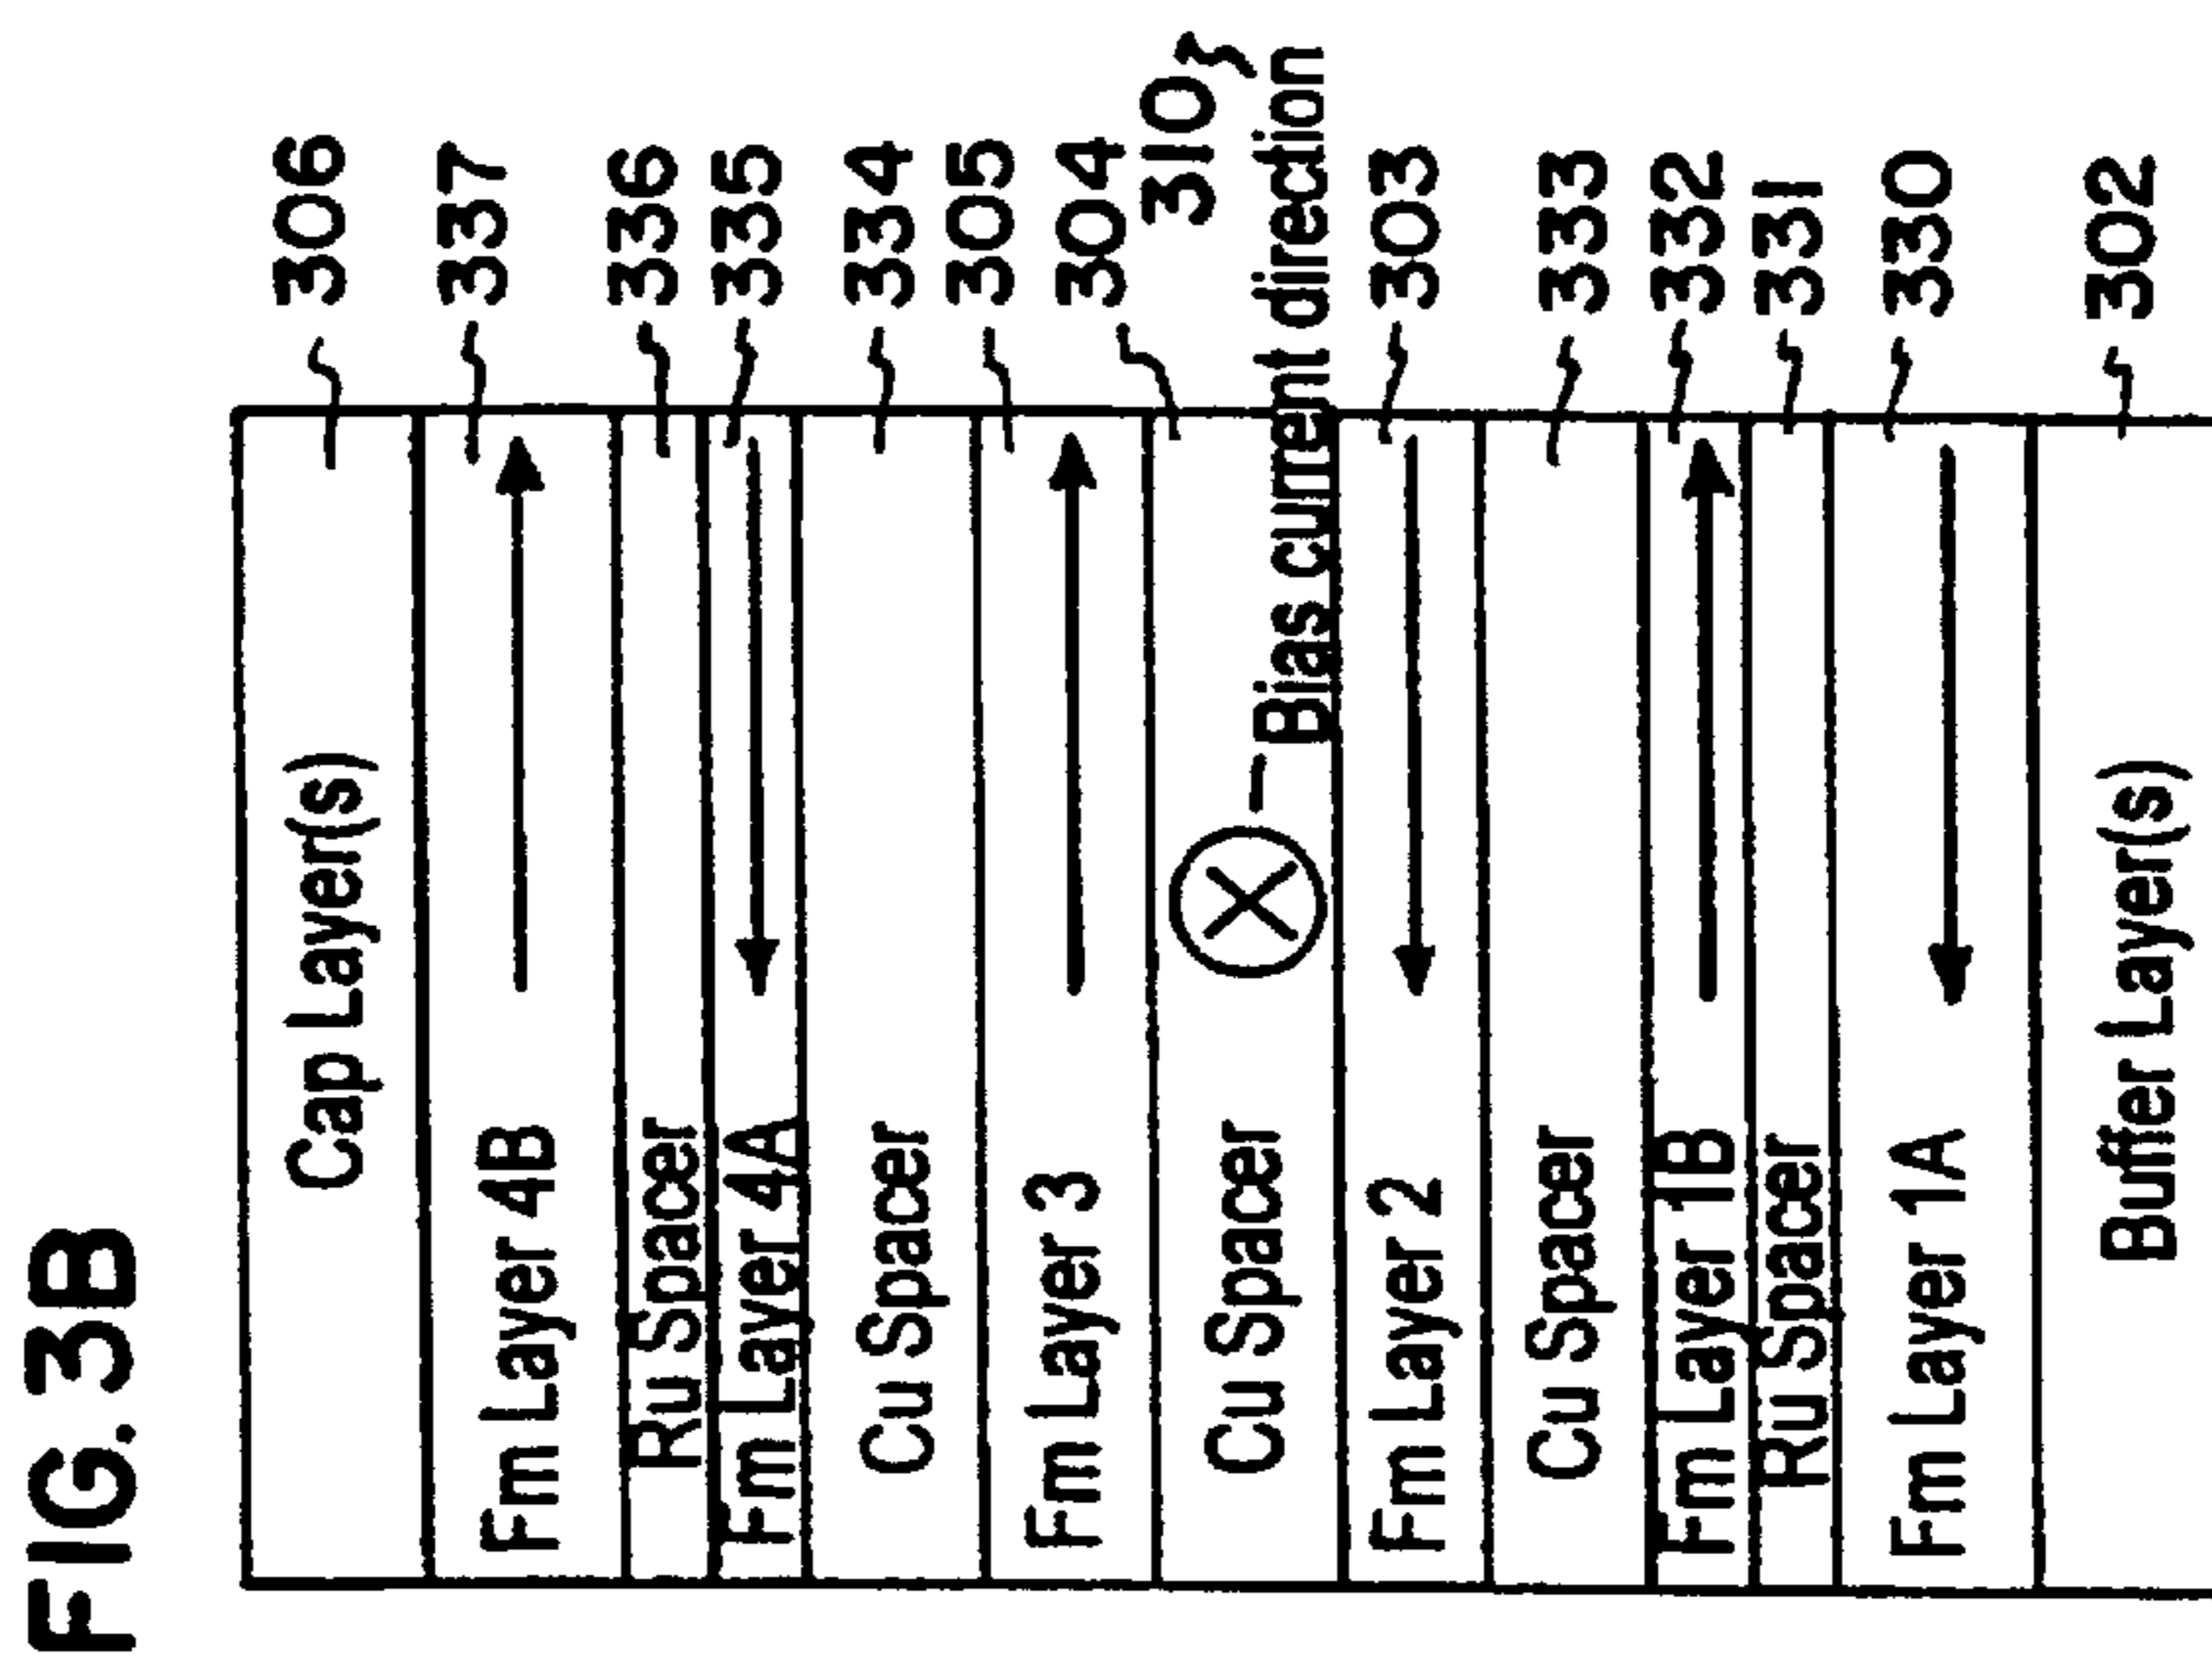 FIG. 3B
Cap Layer(s) 306
Fm Layer 4B 337
Ru Spacer 336
Fm Layer 4A 335
Cu Spacer 334
Fm Layer 3 305
Cu Spacer 304
310
Bias current direction
Fm Layer 2 303
Cu Spacer 333
Fm Layer 1B 332
Ru Spacer 331
Fm Layer 1A 330
Buffer Layer(s) 302